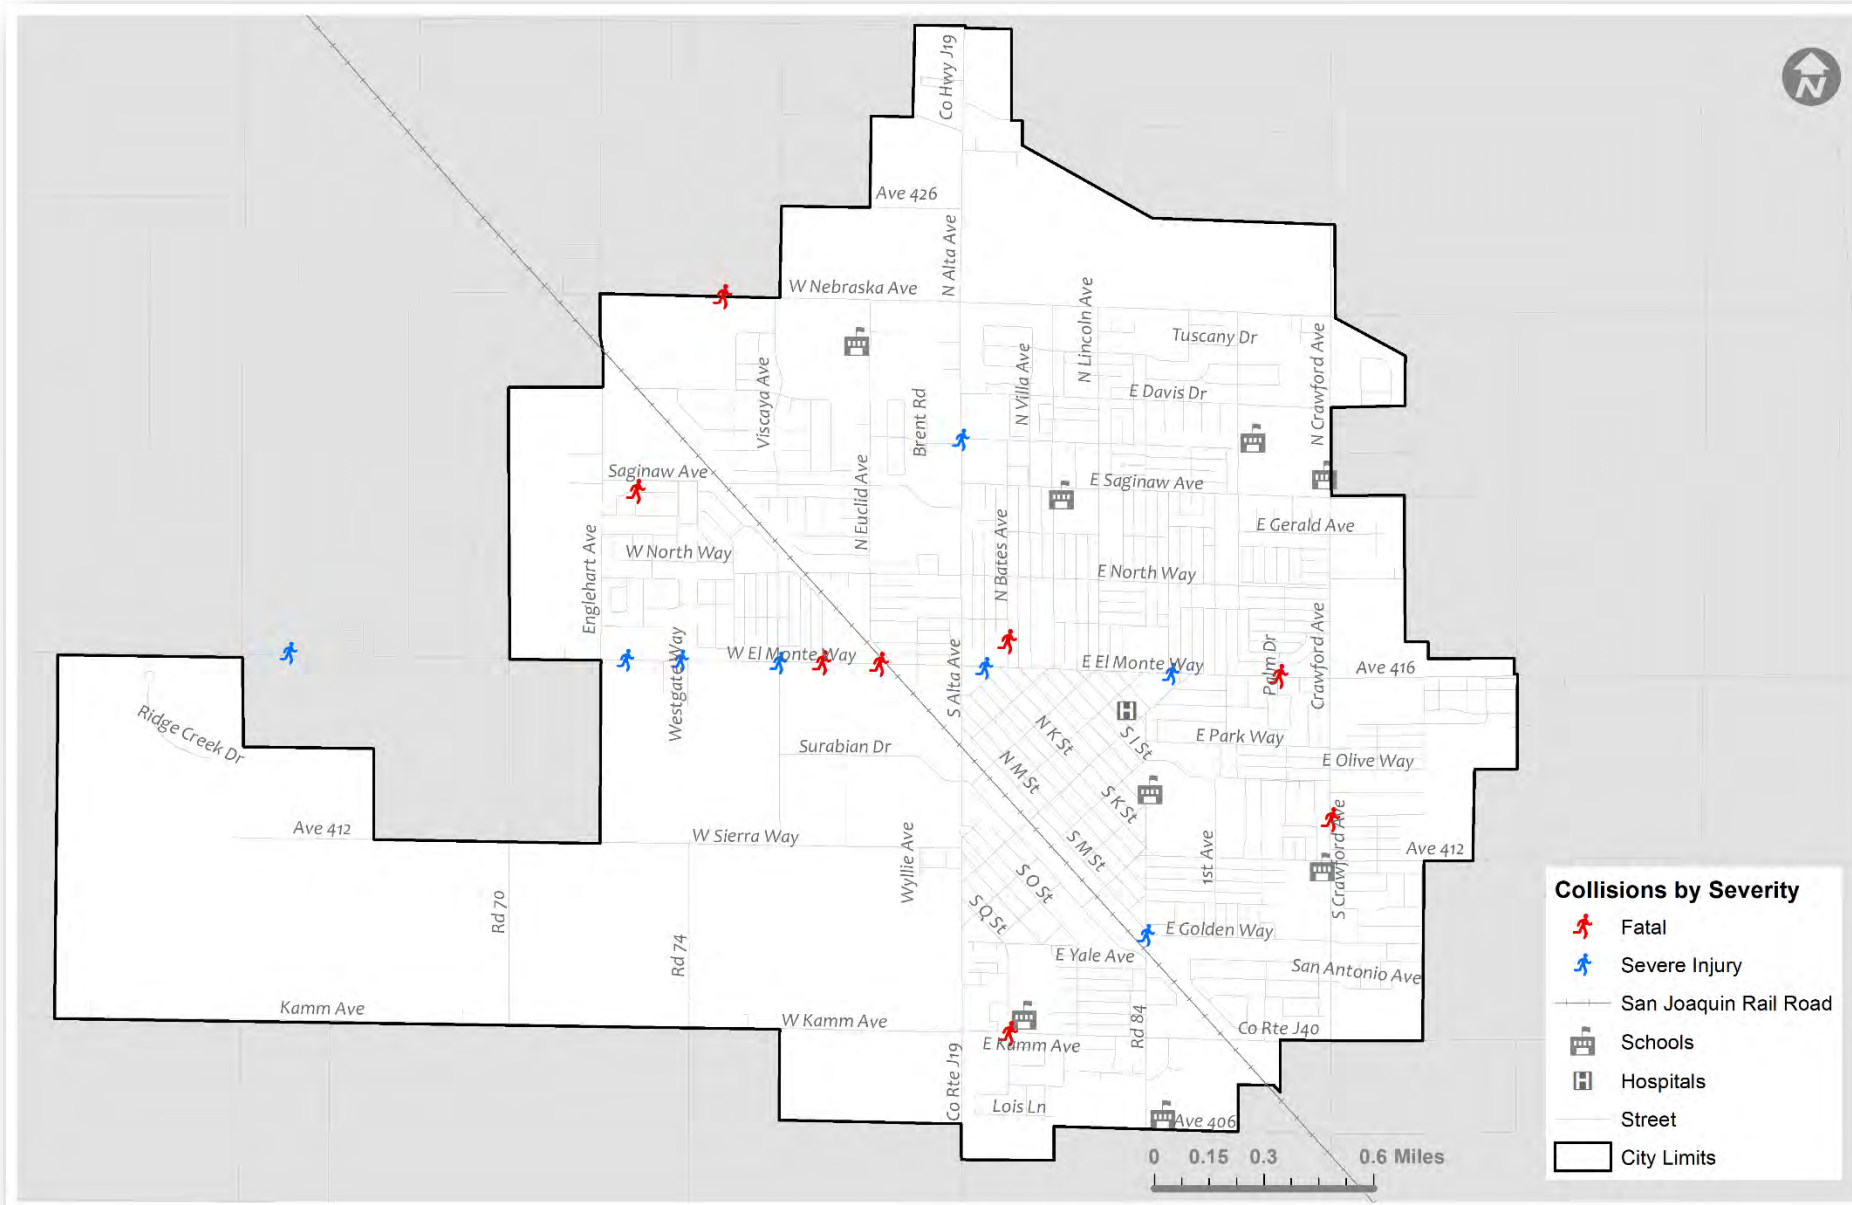 Co Hwy J19
N
Ave 426
N Alta Ave
W Nebraska Ave
N Lincoln Ave
Tuscany Dr
N Crawford Ave
Viscaya Ave
Brent Rd
N Villa Ave
E Davis Dr
Saginaw Ave
N Euclid Ave
E Saginaw Ave
E Gerald Ave
Englehart Ave
W North Way
N Bates Ave
E North Way
Westgate Way
W El Monte Way
S Alta Ave
E El Monte Way
Palm Dr
Crawford Ave
Ave 416
Ridge Creek Dr
Surabian Dr
N K St
N M St
H
S I St
E Park Way
E Olive Way
S K St
Ave 412
W Sierra Way
Wyllie Ave
S M St
1st Ave
S Crawford Ave
Ave 412
Rd 70
S O St
S Q St
E Golden Way
Rd 74
E Yale Ave
San Antonio Ave
Kamm Ave
W Kamm Ave
E Kamm Ave
Rd 84
Co Rte J40
Co Rte J19
Lois Ln
Ave 406
0 0.15 0.3 0.6 Miles
Collisions by Severity
Fatal
Severe Injury
San Joaquin Rail Road
Schools
H Hospitals
Street
City Limits